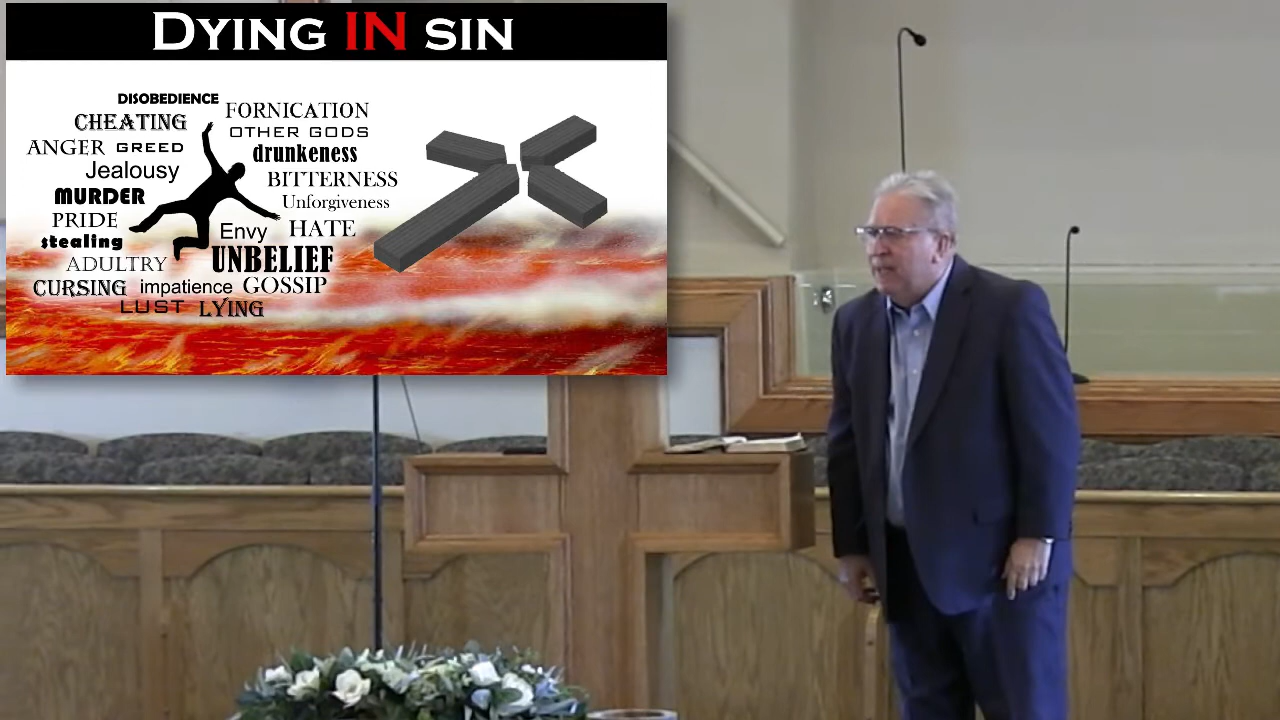 DYING IN SIN
DISOBEDIENCE
FORNICATION
CHEATING
OTHER GODS
ANGER GREED
drunkeness
Jealousy
BITTERNESS
MURDER
Unforgiveness
PRIDE
Envy HATE
stealing
UNBELIEF
ADULTRY
CURSING impatience GOSSIP
LUST LYING